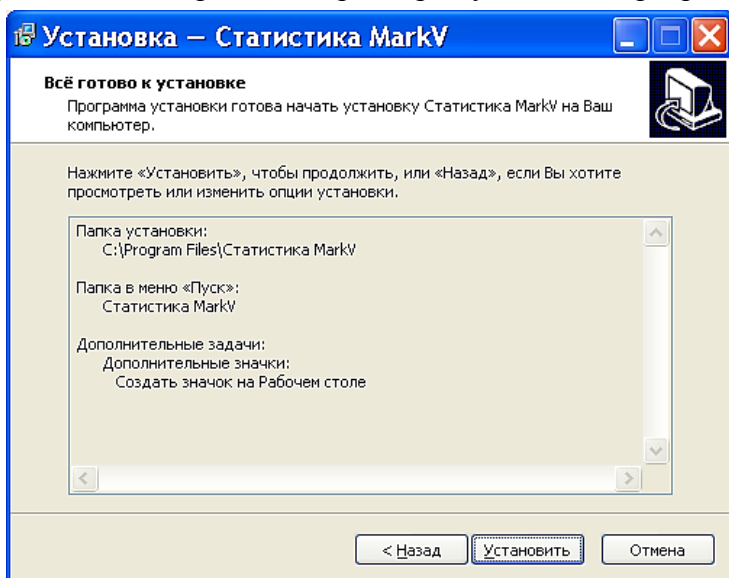 Установка — Статистика MarkV
Всё готово к установке
Программа установки готова начать установку Статистика MarkV на Ваш
компьютер.
Нажмите «Установить», чтобы продолжить, или «Назад», если Вы хотите
просмотреть или изменить опции установки.
Папка установки:
C:\Program Files\Статистика MarkV
Папка в меню «Пуск»:
Статистика MarkV
Дополнительные задачи:
Дополнительные значки:
Создать значок на Рабочем столе
< Назад
Установить
Отмена